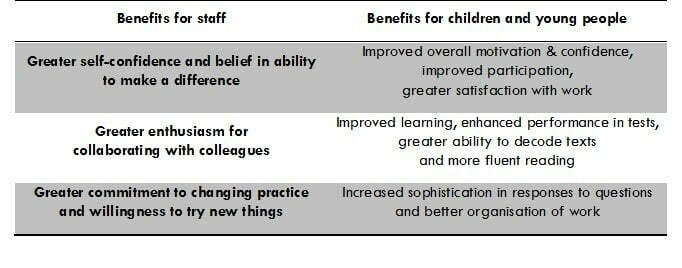 Benefits for staff
Benefits for children and young people
Greater self-confidence and belief in ability
to make a difference
Improved overall motivation & confidence,
improved participation,
greater satisfaction with work
Greater enthusiasm for
collaborating with colleagues
Improved learning, enhanced performance in tests,
greater ability to decode texts
and more fluent reading
Greater commitment to changing practice
and willingness to try new things
Increased sophistication in responses to questions
and better organisation of work